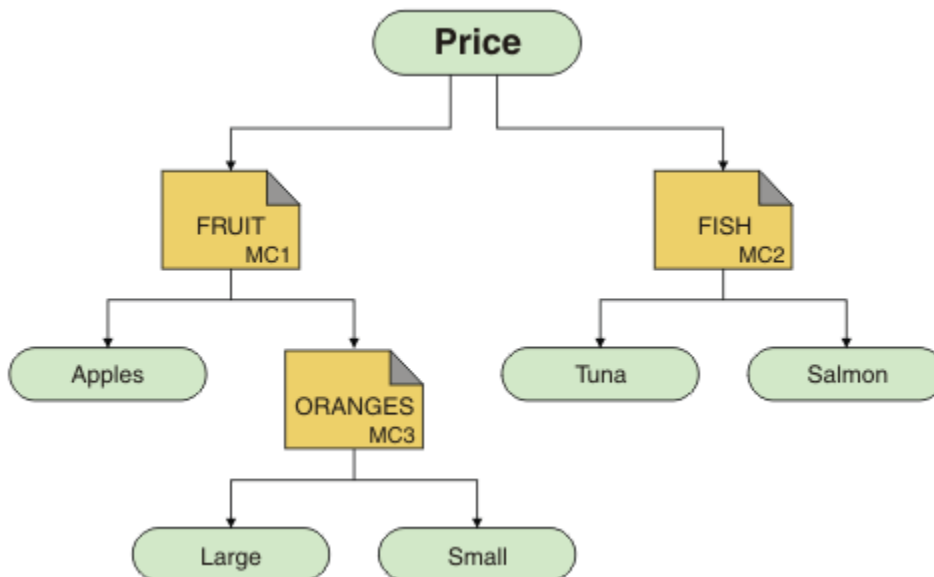 Price
FRUIT
MC1
FISH
MC2
Apples
ORANGES
MC3
Tuna
Salmon
Large
Small